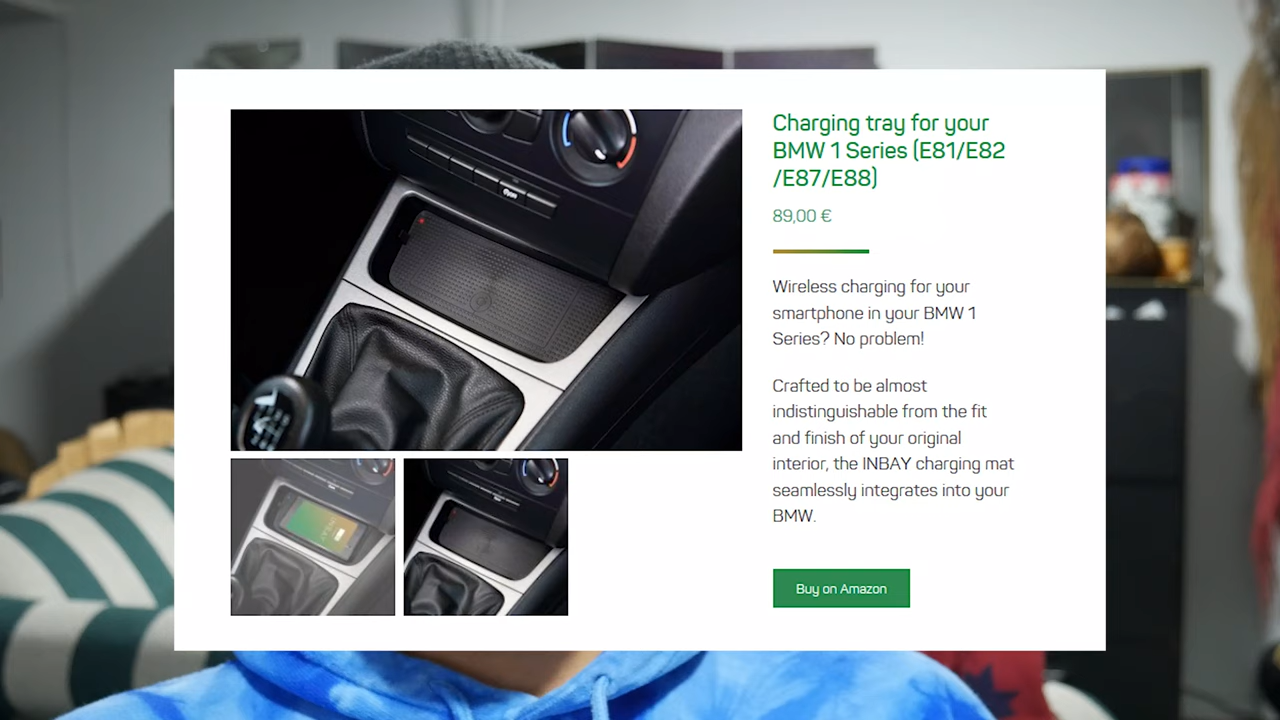 Charging tray for your
BMW 1 Series (E81/E82
/E87/E88)
89,00 €
Wireless charging for your
smartphone in your BMW 1
Series? No problem!
Crafted to be almost
indistinguishable from the fit
and finish of your original
interior, the INBAY charging mat
seamlessly integrates into your
BMW.
Buy on Amazon